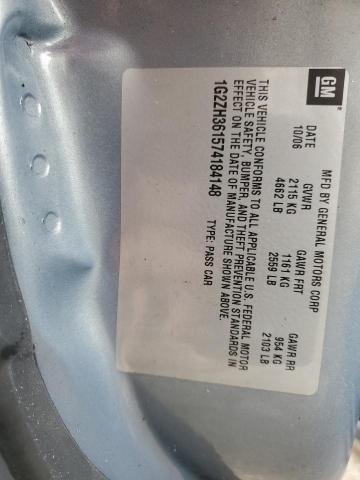 GM
MFD BY GENERAL MOTORS CORP
DATE GVWR GAWR FRT GAWR RR
10/06 2115 KG 1161 KG 954 KG
4662 LB 2559 LB 2103 LB
THIS VEHICLE CONFORMS TO ALL APPLICABLE U.S. FEDERAL MOTOR
VEHICLE SAFETY, BUMPER, AND THEFT PREVENTION STANDARDS IN
EFFECT ON THE DATE OF MANUFACTURE SHOWN ABOVE.
1G2ZH361574184148 TYPE: PASS CAR